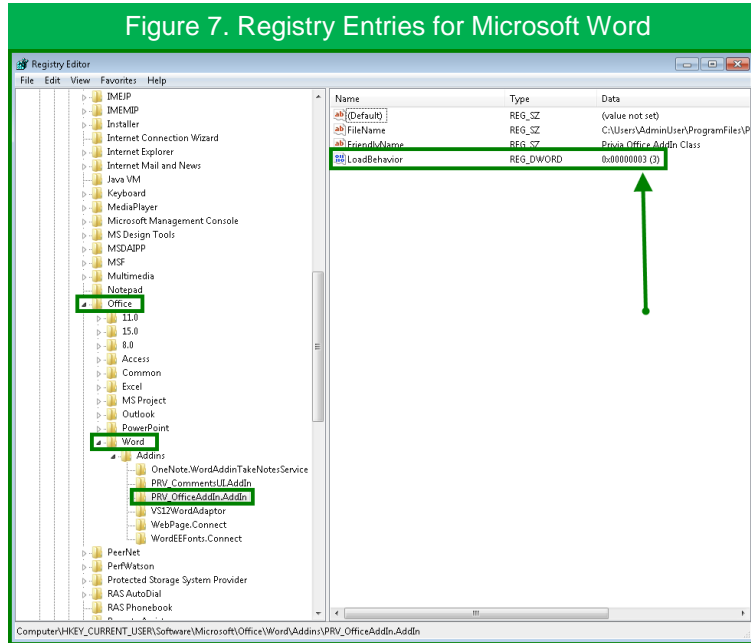 Figure 7. Registry Entries for Microsoft Word
Registry Editor
File Edit View Favorites Help
IMEJP
IMEMIP
Installer
Internet Connection Wizard
Internet Explorer
Internet Mail and News
Java VM
Keyboard
MediaPlayer
Microsoft Management Console
MS Design Tools
MSDAIPP
MSF
Multimedia
Notepad
Office
11.0
15.0
8.0
Access
Common
Excel
MS Project
Outlook
PowerPoint
Word
Addins
OneNote.WordAddinTakeNotesService
PRV_CommentsUI.AddIn
PRV_OfficeAddIn.AddIn
VS12WordAdaptor
WebPage.Connect
WordEEFonts.Connect
PeerNet
PerfWatson
Protected Storage System Provider
RAS AutoDial
RAS Phonebook
Name Type Data
(Default) REG_SZ (value not set)
FileName REG_SZ C:\Users\AdminUser\ProgramFiles\P
FriendlyName REG_SZ Privia Office AddIn Class
LoadBehavior REG_DWORD 0x00000003 (3)
Computer\HKEY_CURRENT_USER\Software\Microsoft\Office\Word\Addins\PRV_OfficeAddIn.AddIn